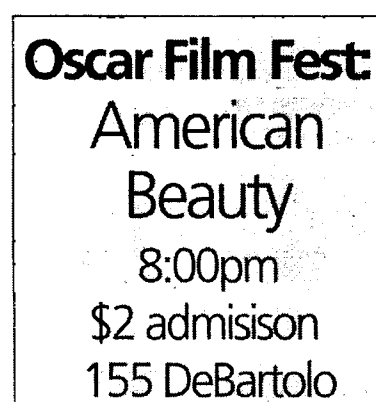 Oscar Film Fest:
American
Beauty
8:00pm
$2 admisison
155 DeBartolo